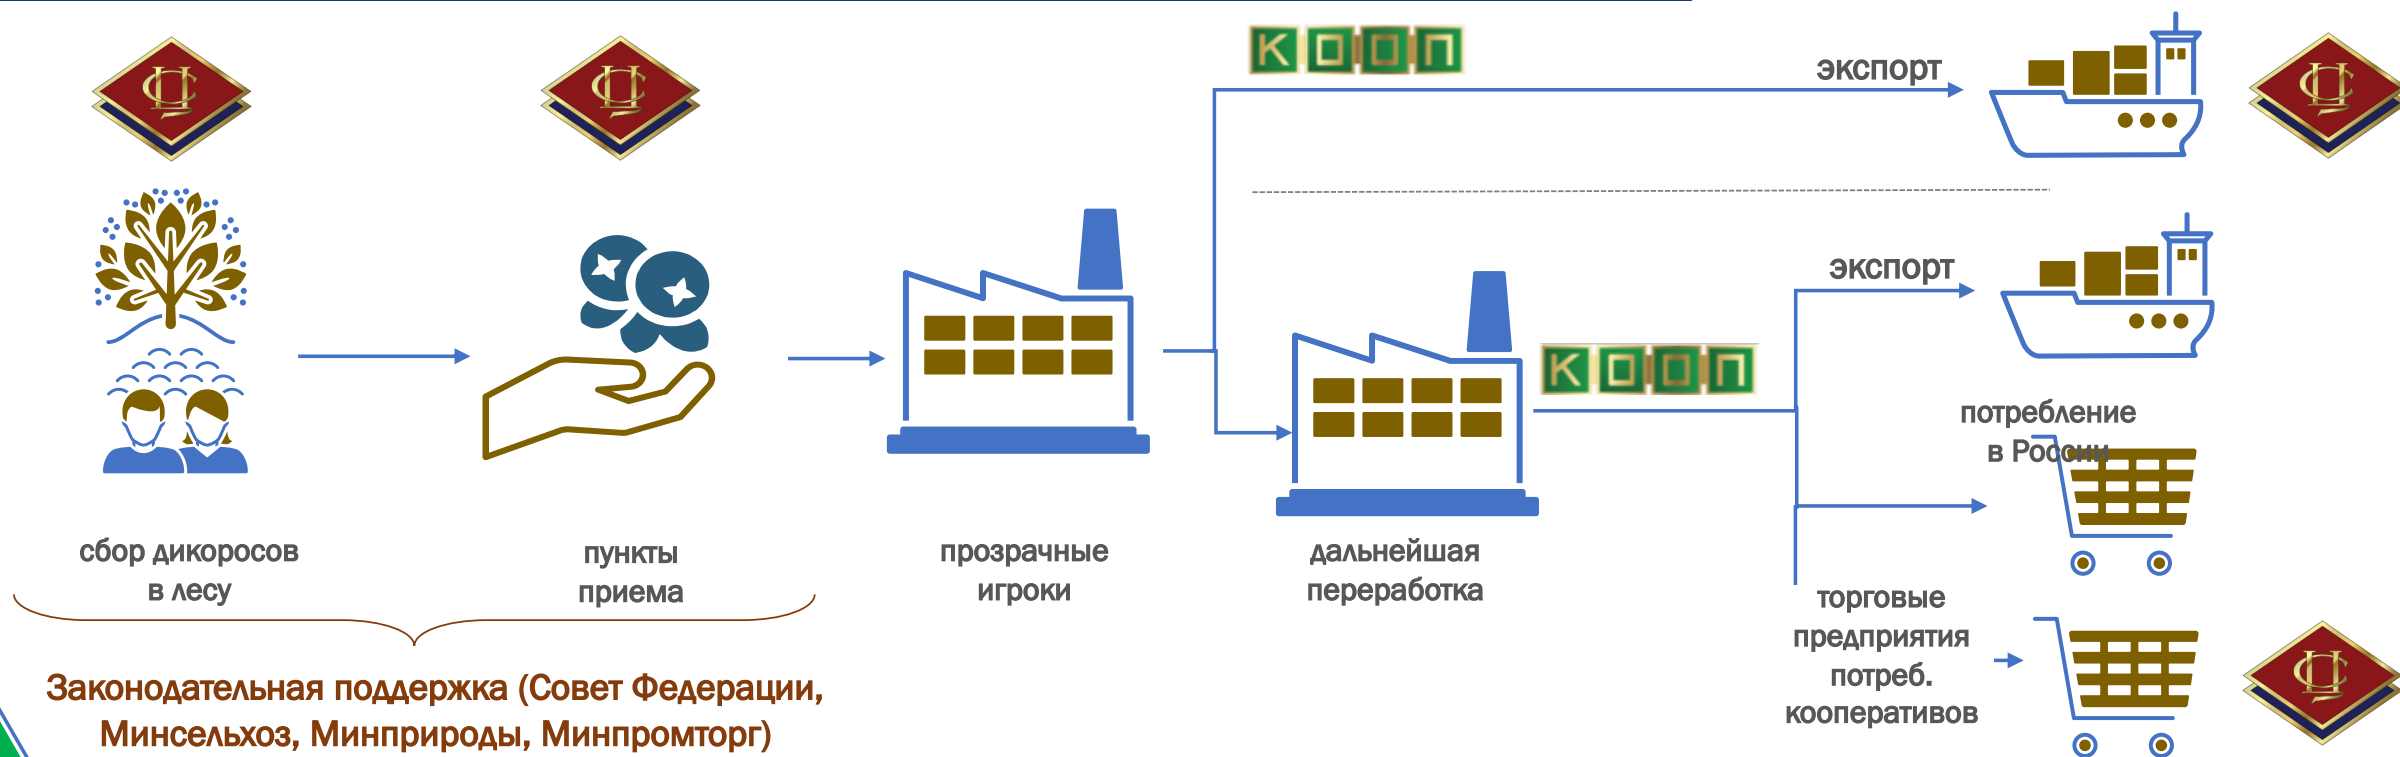 КООП
экспорт
экспорт
КООП
потребление
в России
сбор дикоросов
в лесу
пункты
приема
прозрачные
игроки
дальнейшая
переработка
торговые
предприятия
потреб.
кооперативов
Законодательная поддержка (Совет Федерации,
Минсельхоз, Минприроды, Минпромторг)